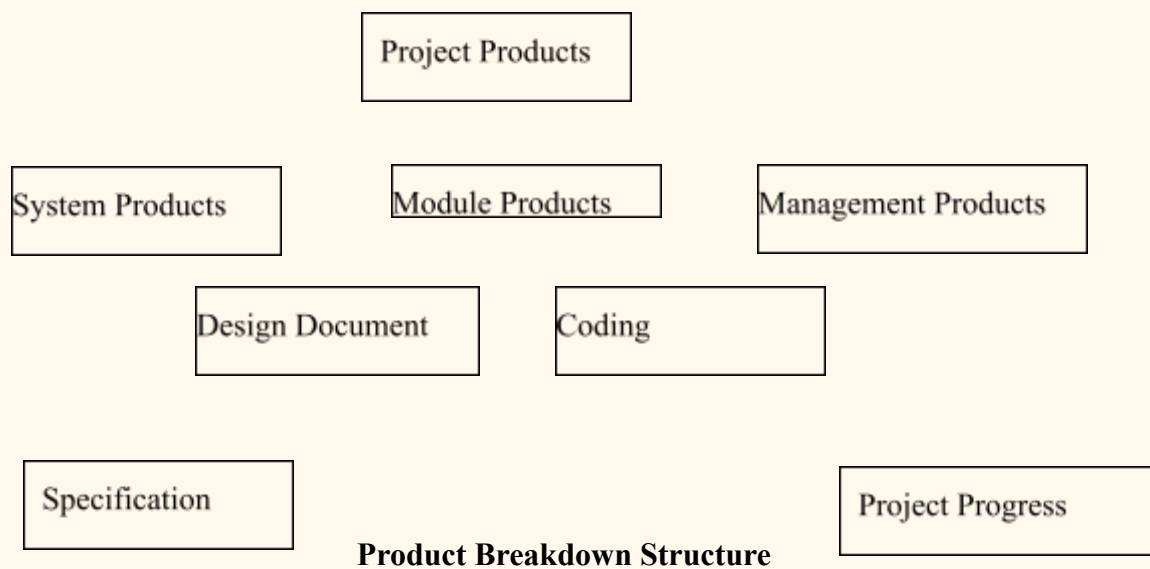 Project Products
System Products
Module Products
Management Products
Design Document
Coding
Specification
Project Progress
Product Breakdown Structure